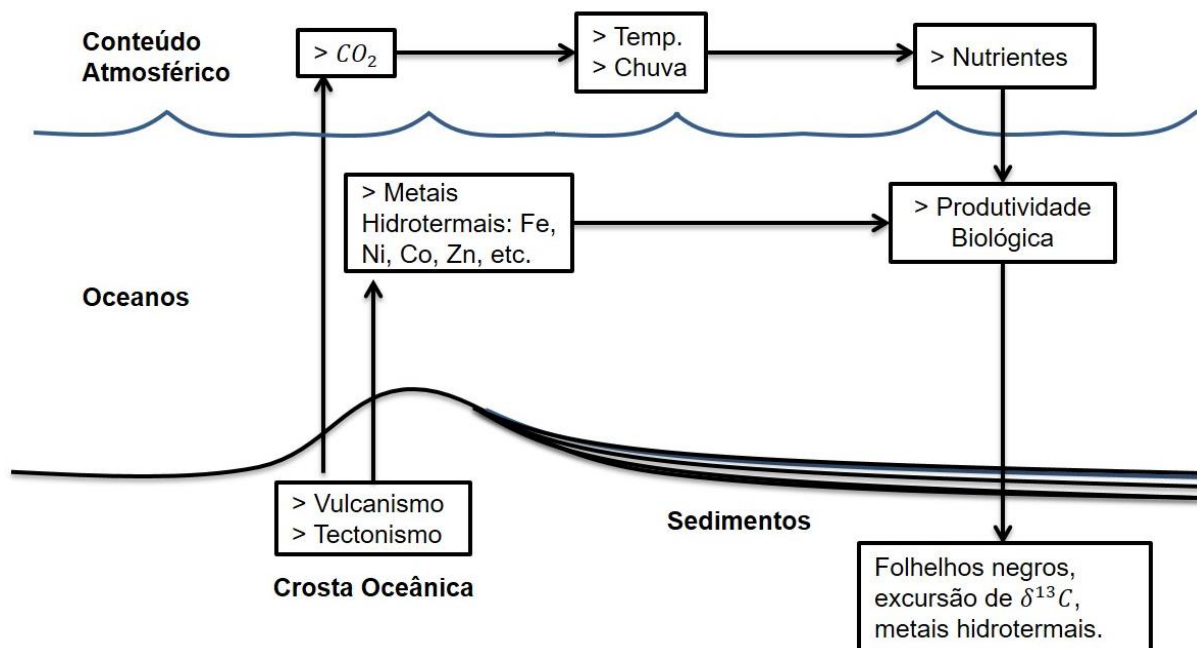 Conteúdo
Atmosférico
> CO₂
> Temp.
> Chuva
> Nutrientes
> Metais
Hidrotermais: Fe,
Ni, Co, Zn, etc.
> Produtividade
Biológica
Oceanos
> Vulcanismo
> Tectonismo
Sedimentos
Crosta Oceânica
Folhelhos negros,
excursão de δ¹³C,
metais hidrotermais.